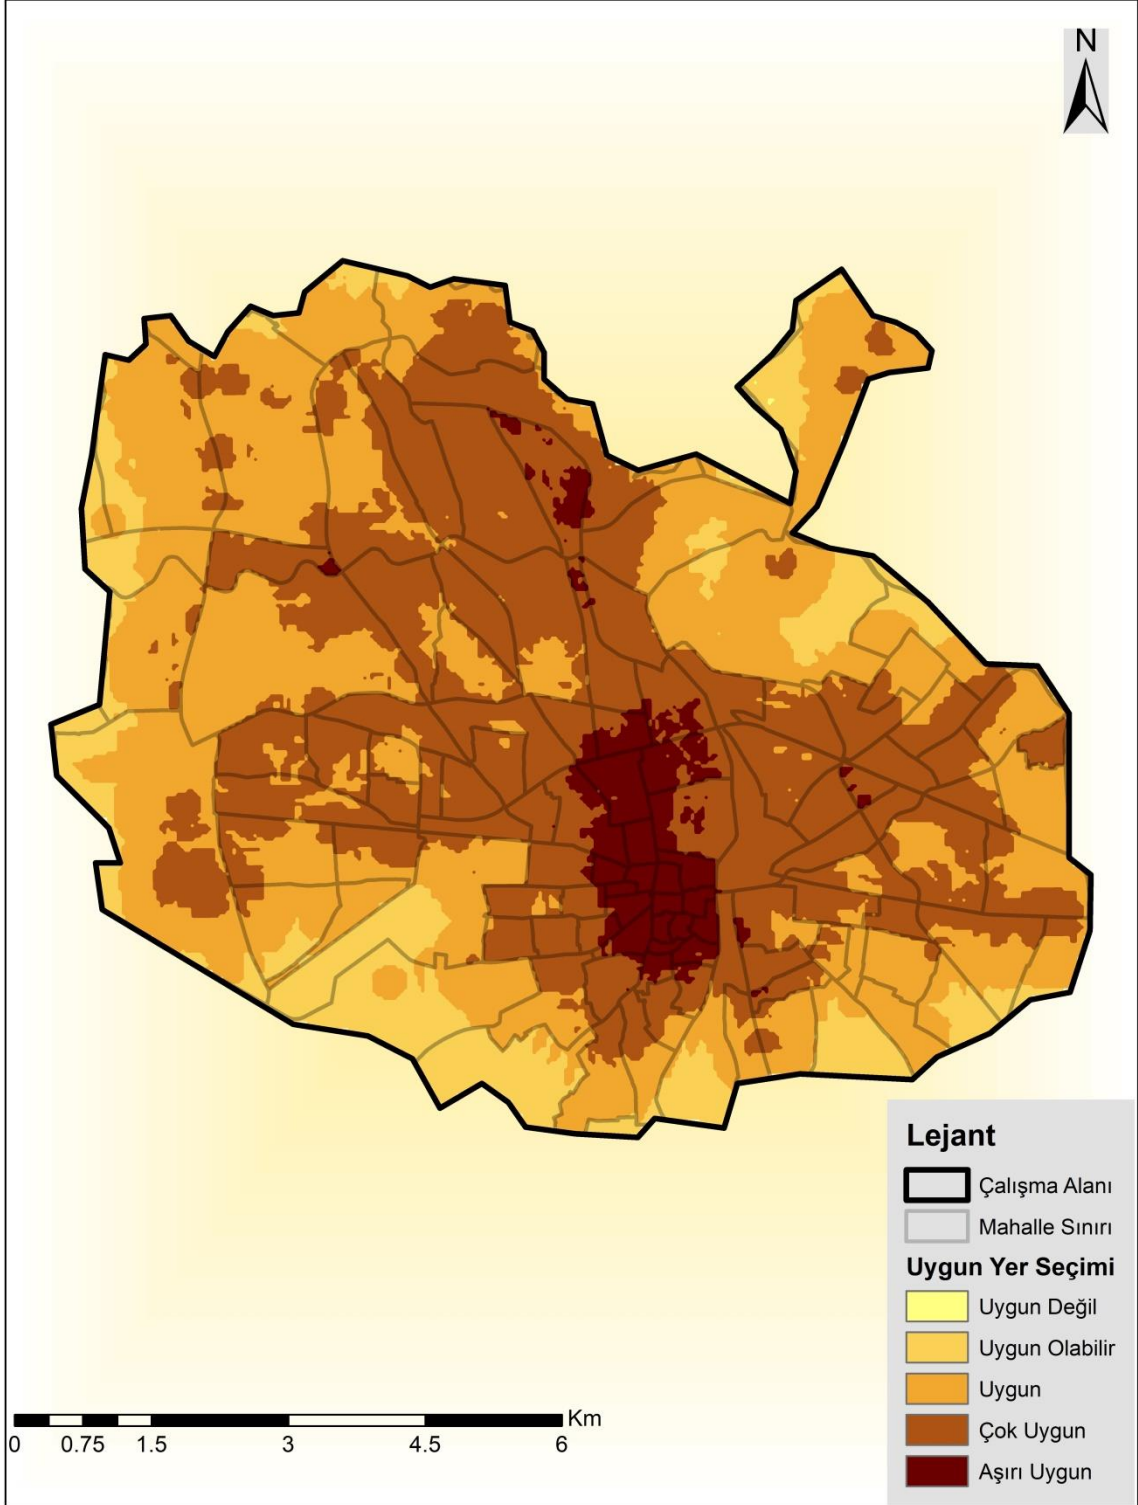 N
Lejant
Çalışma Alanı
Mahalle Sınırı
Uygun Yer Seçimi
Uygun Değil
Uygun Olabilir
Uygun
Çok Uygun
Aşırı Uygun
Km
0 0.75 1.5 3 4.5 6